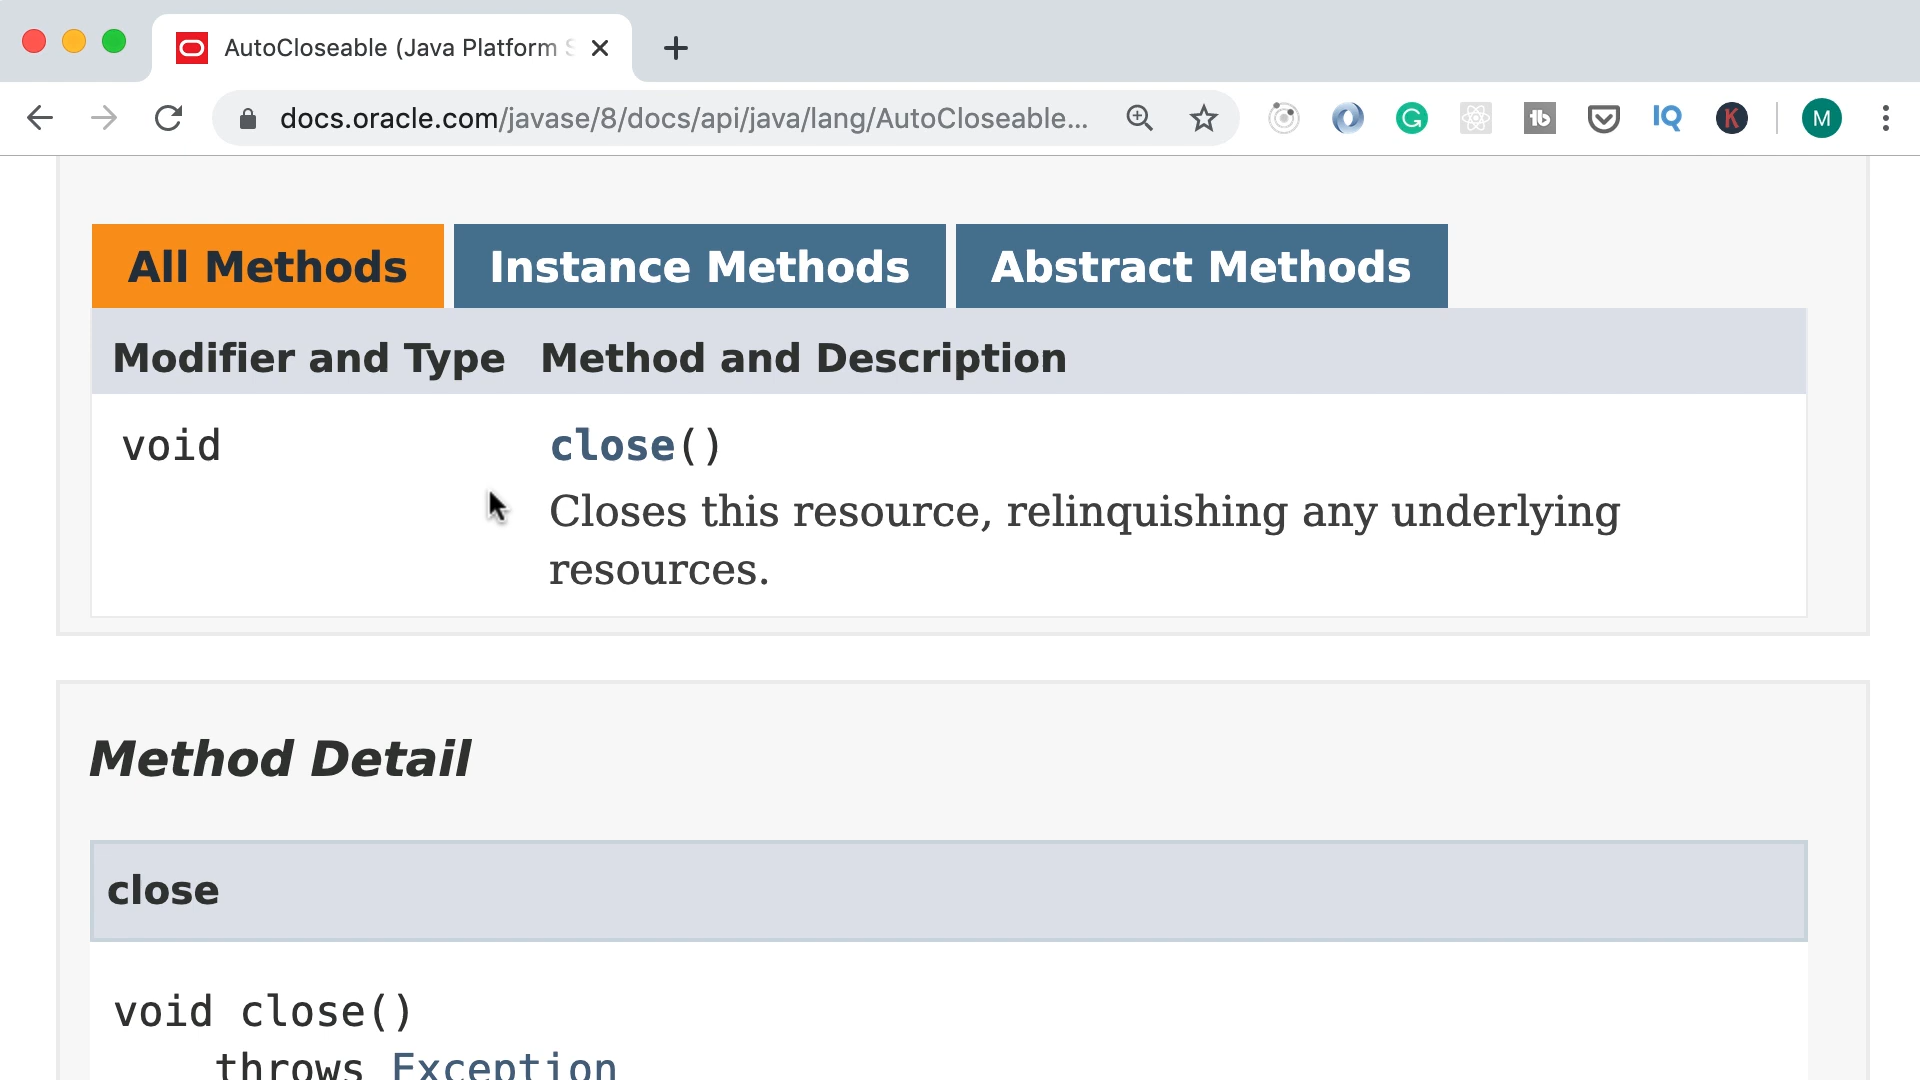 AutoCloseable (Java Platform S
docs.oracle.com/javase/8/docs/api/java/lang/AutoCloseable...
G
tb
IQ
K
M
All Methods
Instance Methods
Abstract Methods
Modifier and Type
Method and Description
void
close()
Closes this resource, relinquishing any underlying
resources.
Method Detail
close
void close()
throws Exception